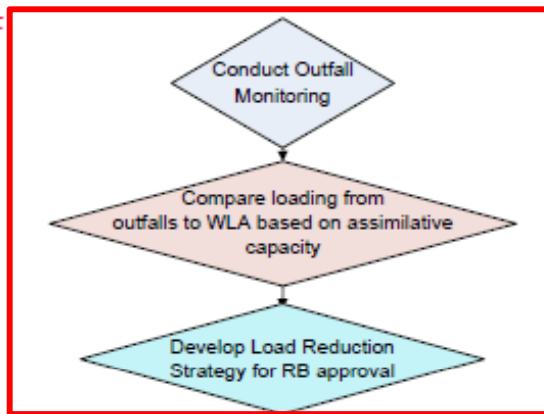 Conduct Outfall
Monitoring
Compare loading from
outfalls to WLA based on assimilative
capacity
Develop Load Reduction
Strategy for RB approval